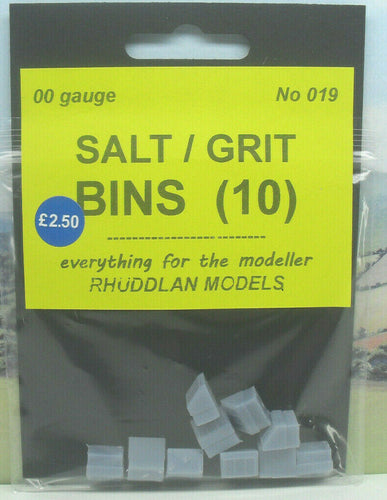 00 gauge No 019
SALT / GRIT
BINS (10)
£2.50
everything for the modeller
RHUDDLAN MODELS